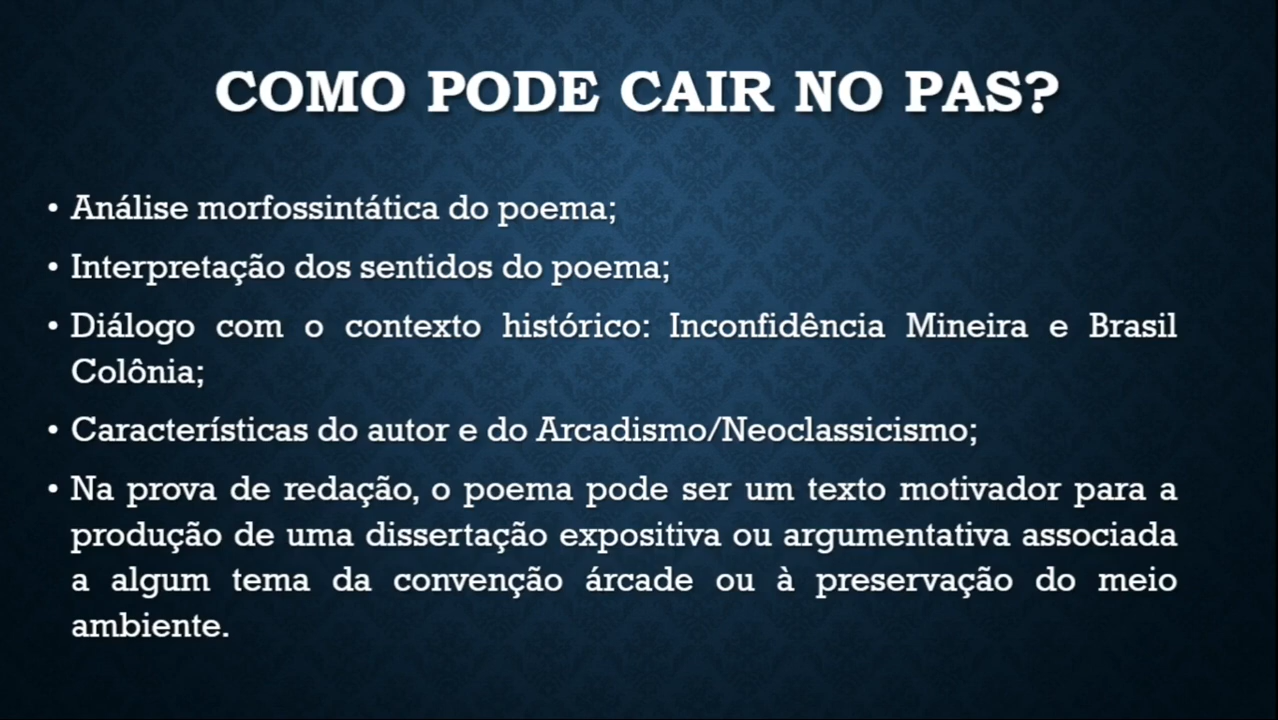 COMO PODE CAIR NO PAS?
• Análise morfossintática do poema;
• Interpretação dos sentidos do poema;
• Diálogo com o contexto histórico: Inconfidência Mineira e Brasil
Colônia;
• Características do autor e do Arcadismo/Neoclassicismo;
• Na prova de redação, o poema pode ser um texto motivador para a
produção de uma dissertação expositiva ou argumentativa associada
a algum tema da convenção árcade ou à preservação do meio
ambiente.